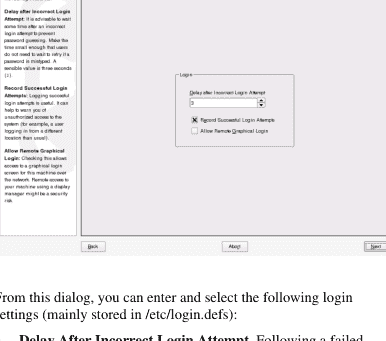 Delay after Incorrect Login
Attempt: It is advisable to wait
some time after an incorrect
login attempt to prevent
password guessing. Make the
time small enough that users
do not need to wait to retry if a
password is mistyped. A
sensible value is three seconds
(3).
Record Successful Login
Attempts: Logging successful
login attempts is useful. It can
help to warn you of
unauthorized access to the
system (for example, a user
logging in from a different
location than usual).
Allow Remote Graphical
Login: Checking this allows
access to a graphical login
screen for this machine over
the network. Remote access to
your machine using a display
manager might be a security
risk.
Login
Delay after Incorrect Login Attempt
3
Record Successful Login Attempts
Allow Remote Graphical Login
Back
Abort
Next
From this dialog, you can enter and select the following login
settings (mainly stored in /etc/login.defs):
Delay After Incorrect Login Attempt. Following a failed